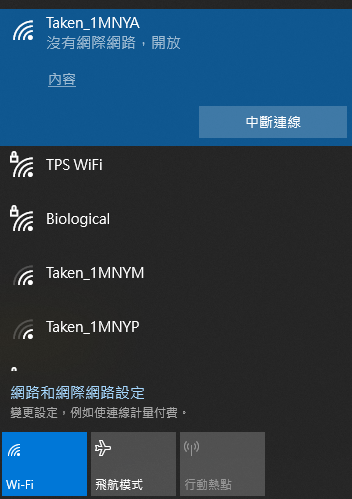 Taken_1MNYA
沒有網際網路，開放
內容
中斷連線
TPS WiFi
Biological
Taken_1MNYM
Taken_1MNYP
網路和網際網路設定
變更設定，例如使連線計量付費。
Wi-Fi
飛航模式
行動熱點